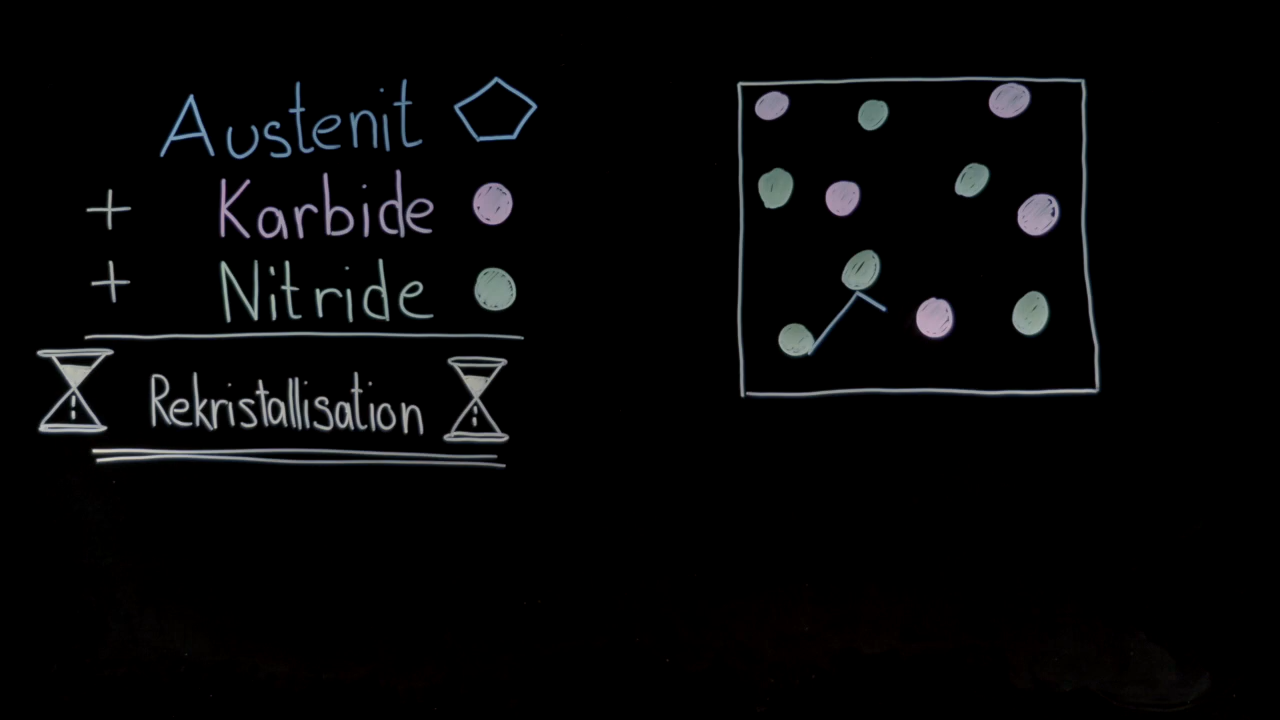 Austenit
+ Karbide
+ Nitride
Rekristallisation